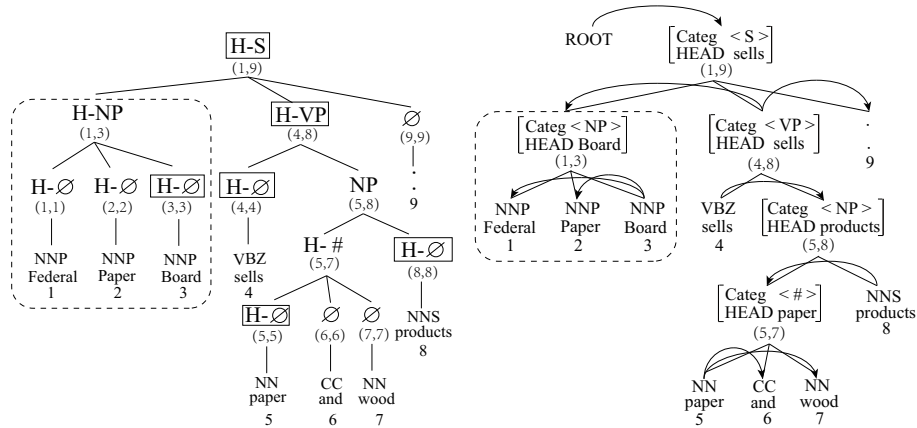 H-S
(1,9)
H-NP
(1,3)
H-VP
(4,8)
∅
(9,9)
.
.
9
H-∅
(1,1)
H-∅
(2,2)
H-∅
(3,3)
H-∅
(4,4)
NP
(5,8)
NNP
Federal
1
NNP
Paper
2
NNP
Board
3
VBZ
sells
4
H- #
(5,7)
H-∅
(8,8)
H-∅
(5,5)
∅
(6,6)
∅
(7,7)
NNS
products
8
NN
paper
5
CC
and
6
NN
wood
7
ROOT
[Categ < S >
HEAD sells]
(1,9)
[Categ < NP >
HEAD Board]
(1,3)
[Categ < VP >
HEAD sells]
(4,8)
.
.
9
NNP
Federal
1
NNP
Paper
2
NNP
Board
3
VBZ
sells
4
[Categ < NP >
HEAD products]
(5,8)
[Categ < # >
HEAD paper]
(5,7)
NNS
products
8
NN
paper
5
CC
and
6
NN
wood
7